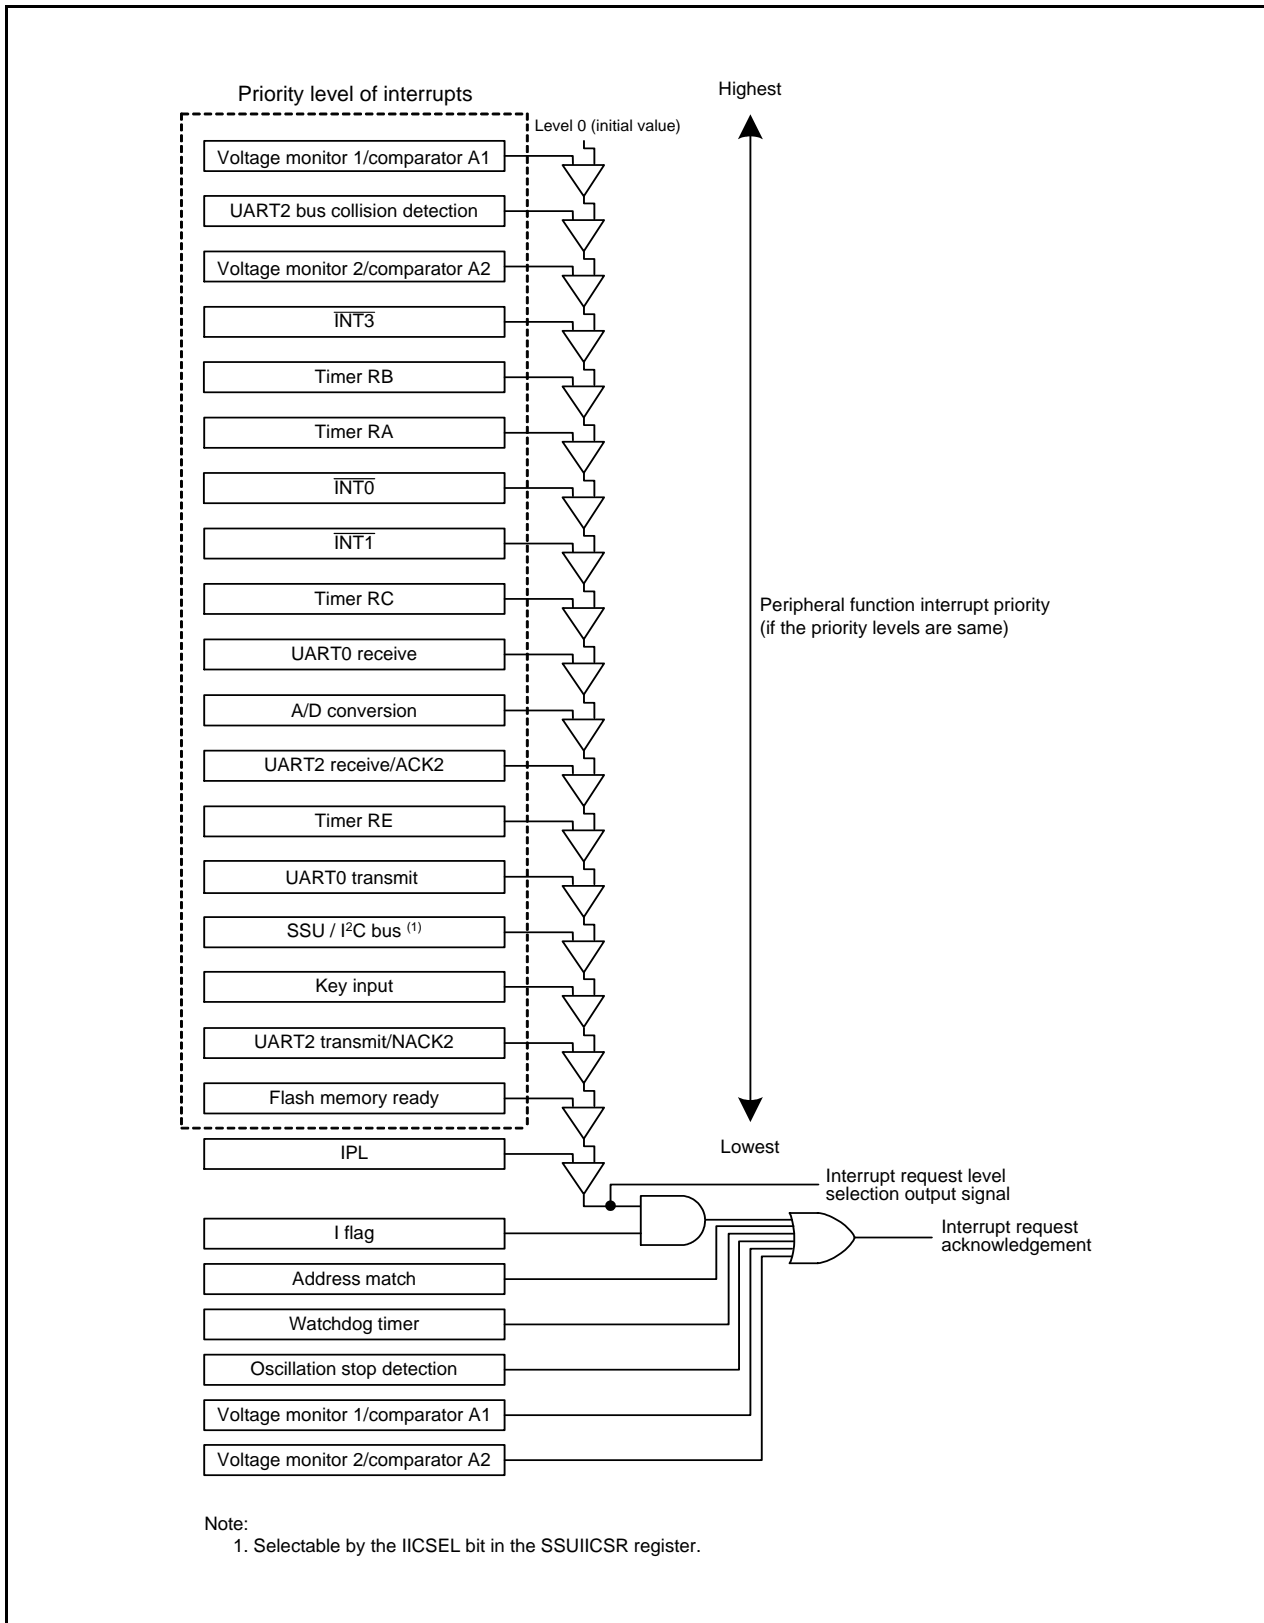 Priority level of interrupts
Highest
Level 0 (initial value)
Voltage monitor 1/comparator A1
UART2 bus collision detection
Voltage monitor 2/comparator A2
INT3
Timer RB
Timer RA
INT0
INT1
Timer RC
Peripheral function interrupt priority
(if the priority levels are same)
UART0 receive
A/D conversion
UART2 receive/ACK2
Timer RE
UART0 transmit
SSU / I²C bus (1)
Key input
UART2 transmit/NACK2
Flash memory ready
Lowest
IPL
Interrupt request level
selection output signal
I flag
Interrupt request
acknowledgement
Address match
Watchdog timer
Oscillation stop detection
Voltage monitor 1/comparator A1
Voltage monitor 2/comparator A2
Note:
1. Selectable by the IICSEL bit in the SSUIICSR register.